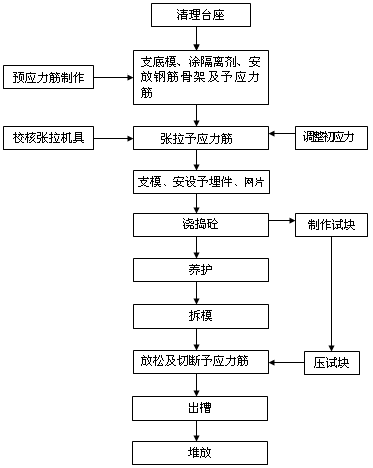 清理台座
支底模、涂隔离剂、安
放钢筋骨架及予应力
筋
预应力筋制作
校核张拉机具
张拉予应力筋
调整初应力
支模、安设予埋件、网片
浇捣砼
制作试块
养护
拆模
放松及切断予应力筋
压试块
出槽
堆放